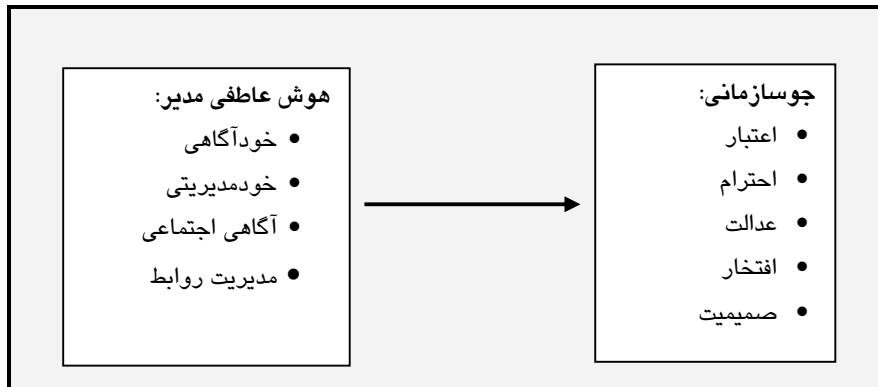 هوش عاطفی مدیر:
• خودآگاهی
• خودمدیریتی
• آگاهی اجتماعی
• مدیریت روابط
جوسازمانی:
• اعتبار
• احترام
• عدالت
• افتخار
• صمیمیت